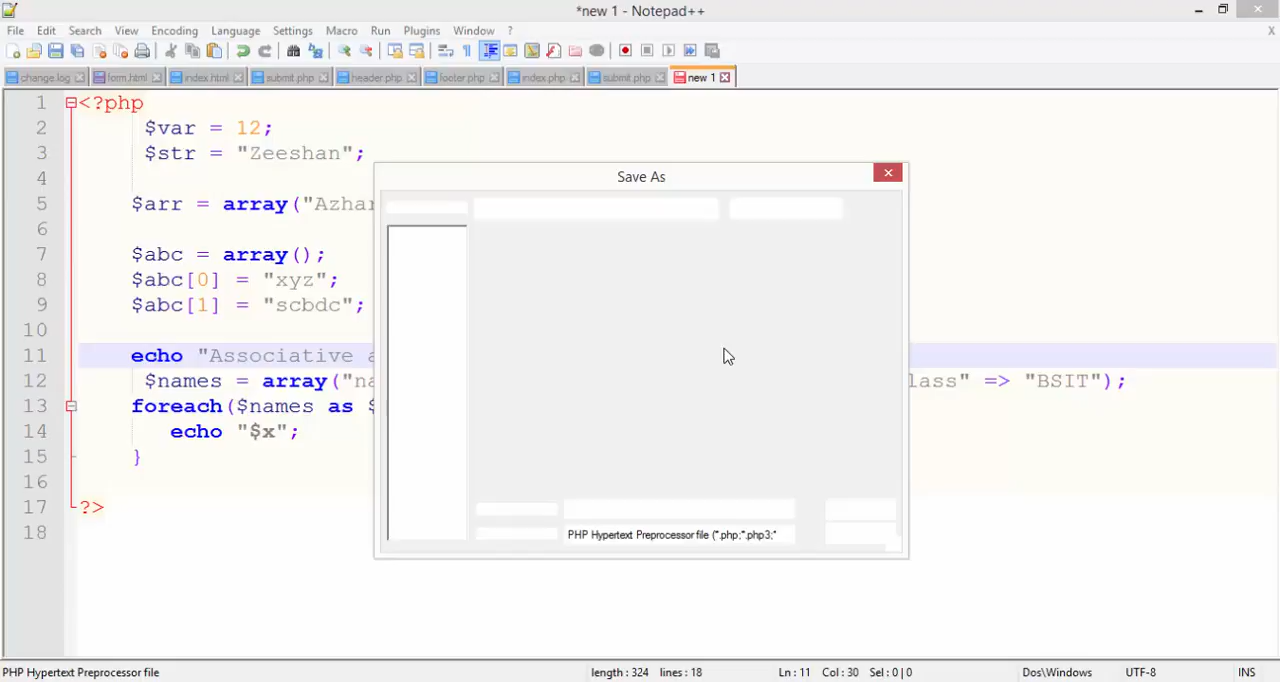 *new 1 - Notepad++
File Edit Search View Encoding Language Settings Macro Run Plugins Window ? X
change.log form.html index.html submit.php header.php footer.php index.php submit.php new 1
1 <?php
2 $var = 12;
3 $str = "Zeeshan";
4
5 $arr = array("Azhar
6
7 $abc = array();
8 $abc[0] = "xyz";
9 $abc[1] = "scbdc";
10
11 echo "Associative a
12 $names = array("na lass" => "BSIT");
13 foreach($names as $
14 echo "$x";
15 }
16
17 ?>
18
Save As
PHP Hypertext Preprocessor file (*.php;*.php3;*
PHP Hypertext Preprocessor file length : 324 lines : 18 Ln : 11 Col : 30 Sel : 0 | 0 Dos\Windows UTF-8 INS